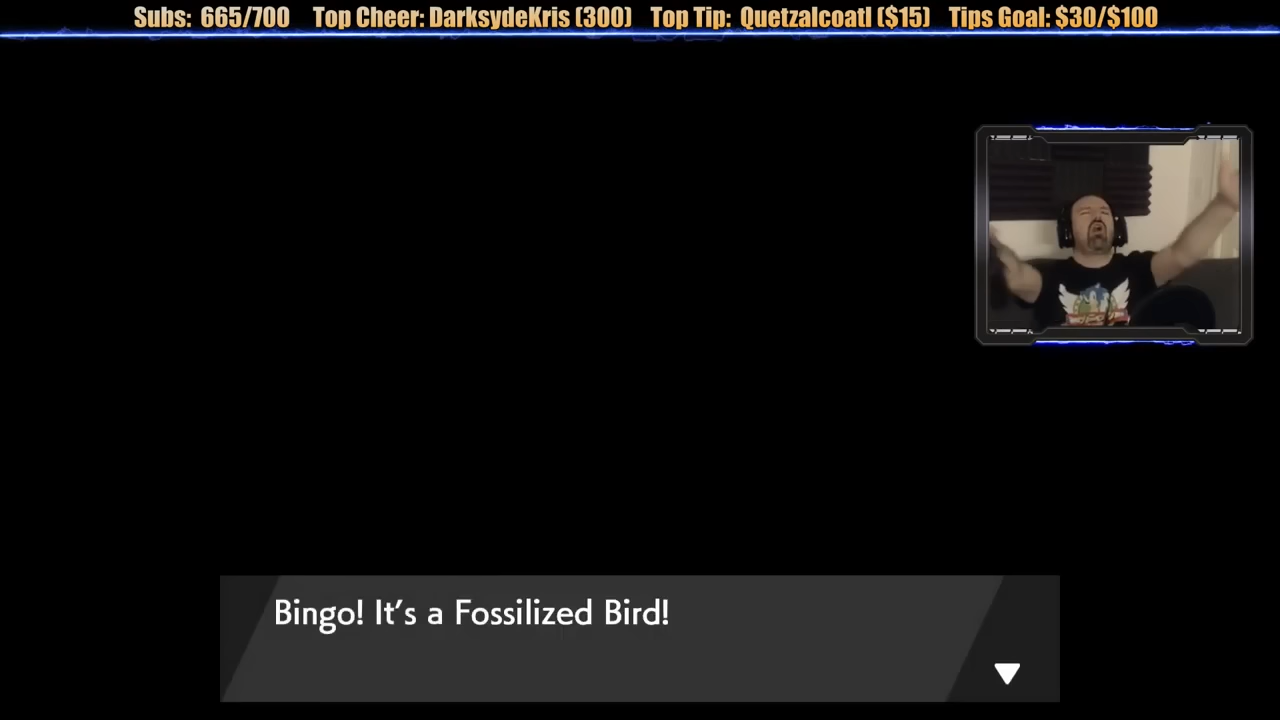 Subs: 665/700 Top Cheer: DarksydeKris (300) Top Tip: Quetzalcoatl ($15) Tips Goal: $30/$100
Bingo! It's a Fossilized Bird!